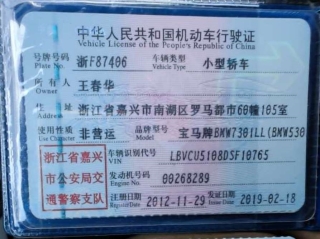 中华人民共和国机动车行驶证
Vehicle License of the People's Republic of China
号牌号码 浙F87406 车辆类型 小型轿车
Plate No. Vehicle Type
所有人 王春华
住址 浙江省嘉兴市南湖区罗马都市60幢105室
使用性质 非营运 品牌型号 宝马牌BMW7301LL(BMW530
Use Character
浙江省嘉兴
市公安局交
通警察支队
车辆识别代号 LBVCU5108DSF10765
VIN
发动机号码 00268289
Engine No.
注册日期 2012-11-29 发证日期 2019-02-18
Register Date Issue Date